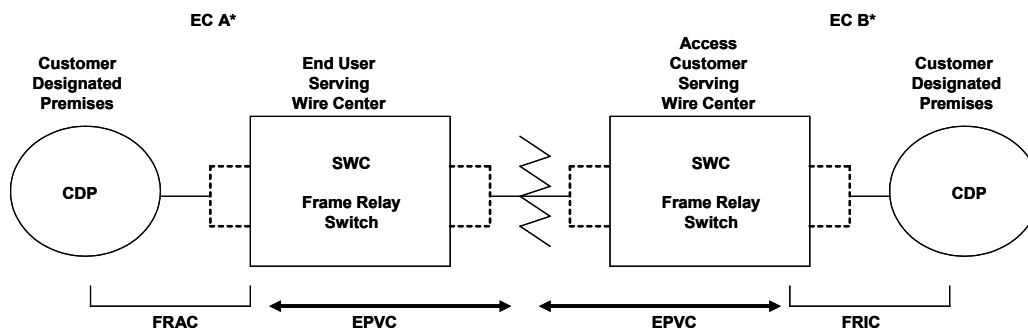 EC A*
EC B*
Customer
Designated
Premises
End User
Serving
Wire Center
Access
Customer
Serving
Wire Center
Customer
Designated
Premises
CDP
SWC
Frame Relay
Switch
SWC
Frame Relay
Switch
CDP
FRAC
EPVC
EPVC
FRIC